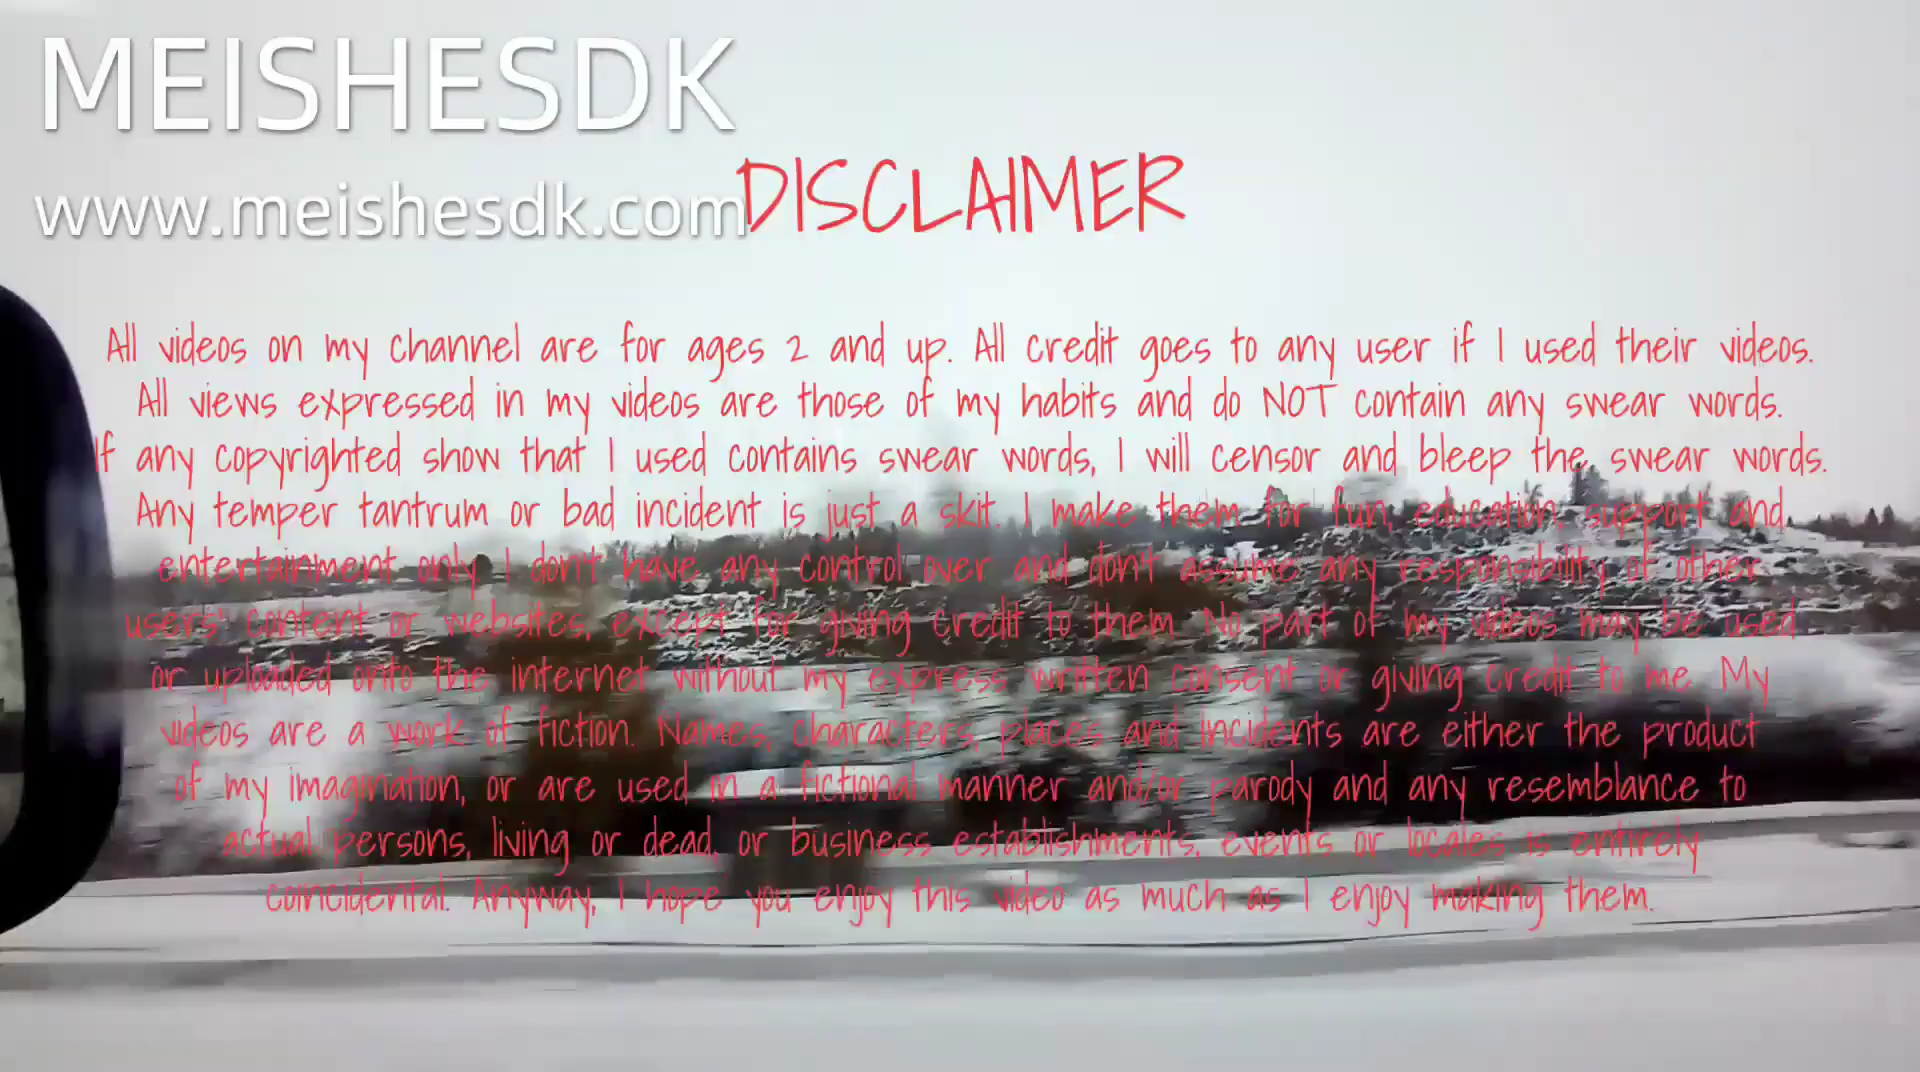 MEISHESDK
www.meishesdk.com
DISCLAIMER
All videos on my channel are for ages 2 and up. All credit goes to any user if I used their videos.
All views expressed in my videos are those of my habits and do NOT contain any swear words.
If any copyrighted show that I used contains swear words, I will censor and bleep the swear words.
Any temper tantrum or bad incident is just a skit. I make them for fun, education, support and
entertainment only. I don't have any control over and don't assume any responsibility of other
users' content or websites, except for giving credit to them. No part of my videos may be used
or uploaded onto the internet without my express written consent or giving credit to me. My
videos are a work of fiction. Names, characters, places and incidents are either the product
of my imagination, or are used in a fictional manner and/or parody and any resemblance to
actual persons, living or dead, or business establishments, events or locales is entirely
coincidental. Anyway, I hope you enjoy this video as much as I enjoy making them.